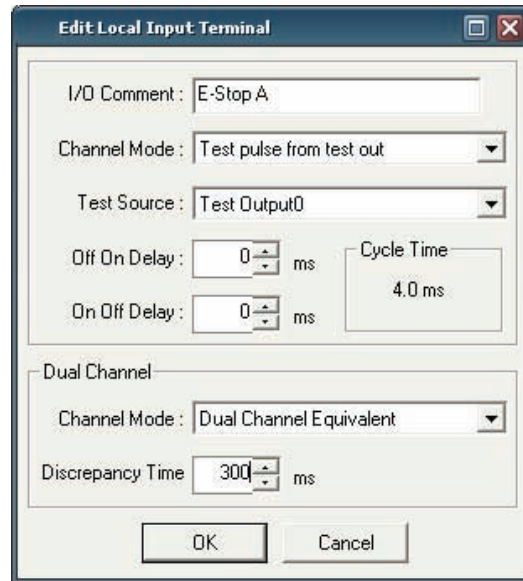 Edit Local Input Terminal
I/O Comment : E-Stop A
Channel Mode : Test pulse from test out
Test Source : Test Output0
Off On Delay : 0 ms
Cycle Time
4.0 ms
On Off Delay : 0 ms
Dual Channel
Channel Mode : Dual Channel Equivalent
Discrepancy Time 300 ms
OK Cancel